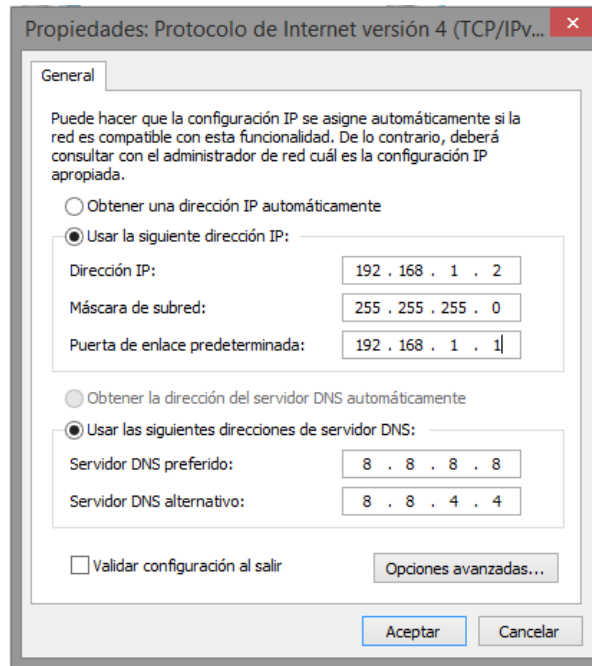 Propiedades: Protocolo de Internet versión 4 (TCP/IPv...
General
Puede hacer que la configuración IP se asigne automáticamente si la
red es compatible con esta funcionalidad. De lo contrario, deberá
consultar con el administrador de red cuál es la configuración IP
apropiada.
Obtener una dirección IP automáticamente
Usar la siguiente dirección IP:
Dirección IP: 192 . 168 . 1 . 2
Máscara de subred: 255 . 255 . 255 . 0
Puerta de enlace predeterminada: 192 . 168 . 1 . 1
Obtener la dirección del servidor DNS automáticamente
Usar las siguientes direcciones de servidor DNS:
Servidor DNS preferido: 8 . 8 . 8 . 8
Servidor DNS alternativo: 8 . 8 . 4 . 4
Validar configuración al salir Opciones avanzadas...
Aceptar Cancelar